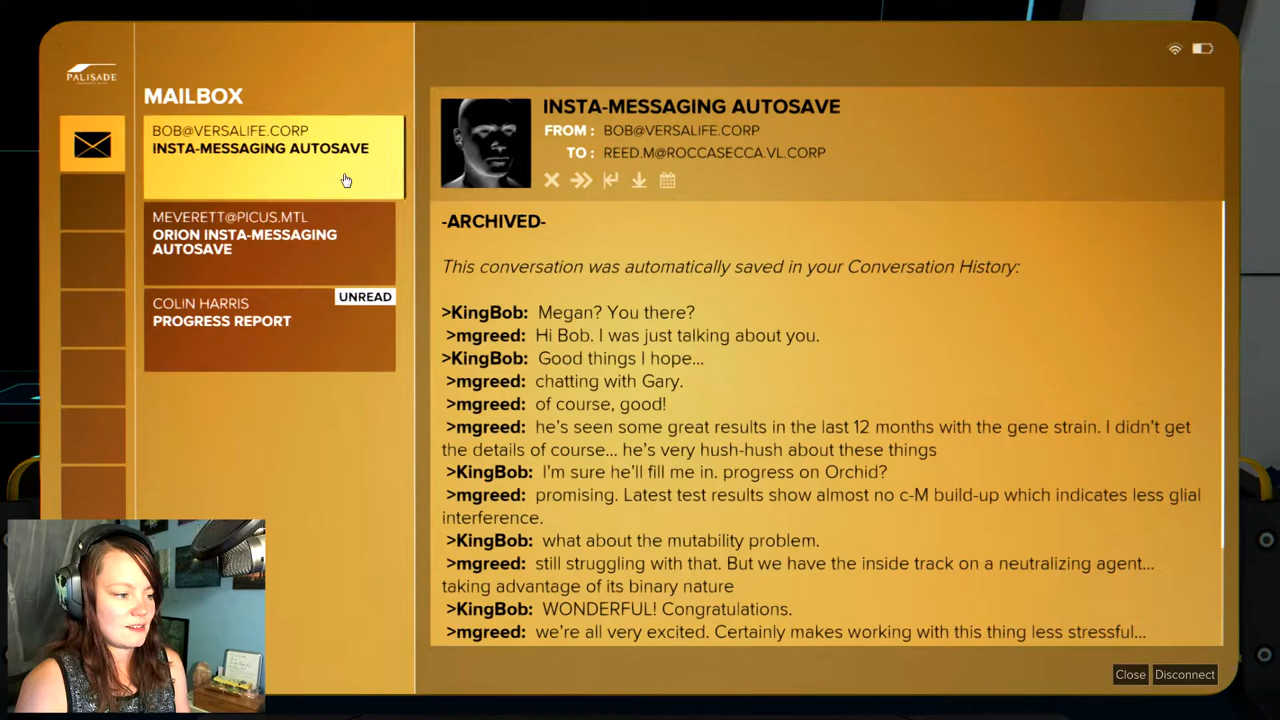 PALISADE
MAILBOX
BOB@VERSALIFE.CORP
INSTA-MESSAGING AUTOSAVE
MEVERETT@PICUS.MTL
ORION INSTA-MESSAGING
AUTOSAVE
UNREAD
COLIN HARRIS
PROGRESS REPORT
INSTA-MESSAGING AUTOSAVE
FROM : BOB@VERSALIFE.CORP
TO : REED.M@ROCCASECCA.VL.CORP
-ARCHIVED-
This conversation was automatically saved in your Conversation History:
>KingBob: Megan? You there?
>mgreed: Hi Bob. I was just talking about you.
>KingBob: Good things I hope...
>mgreed: chatting with Gary.
>mgreed: of course, good!
>mgreed: he's seen some great results in the last 12 months with the gene strain. I didn't get
the details of course... he's very hush-hush about these things
>KingBob: I'm sure he'll fill me in. progress on Orchid?
>mgreed: promising. Latest test results show almost no c-M build-up which indicates less glial
interference.
>KingBob: what about the mutability problem.
>mgreed: still struggling with that. But we have the inside track on a neutralizing agent...
taking advantage of its binary nature
>KingBob: WONDERFUL! Congratulations.
>mgreed: we're all very excited. Certainly makes working with this thing less stressful...
Close
Disconnect